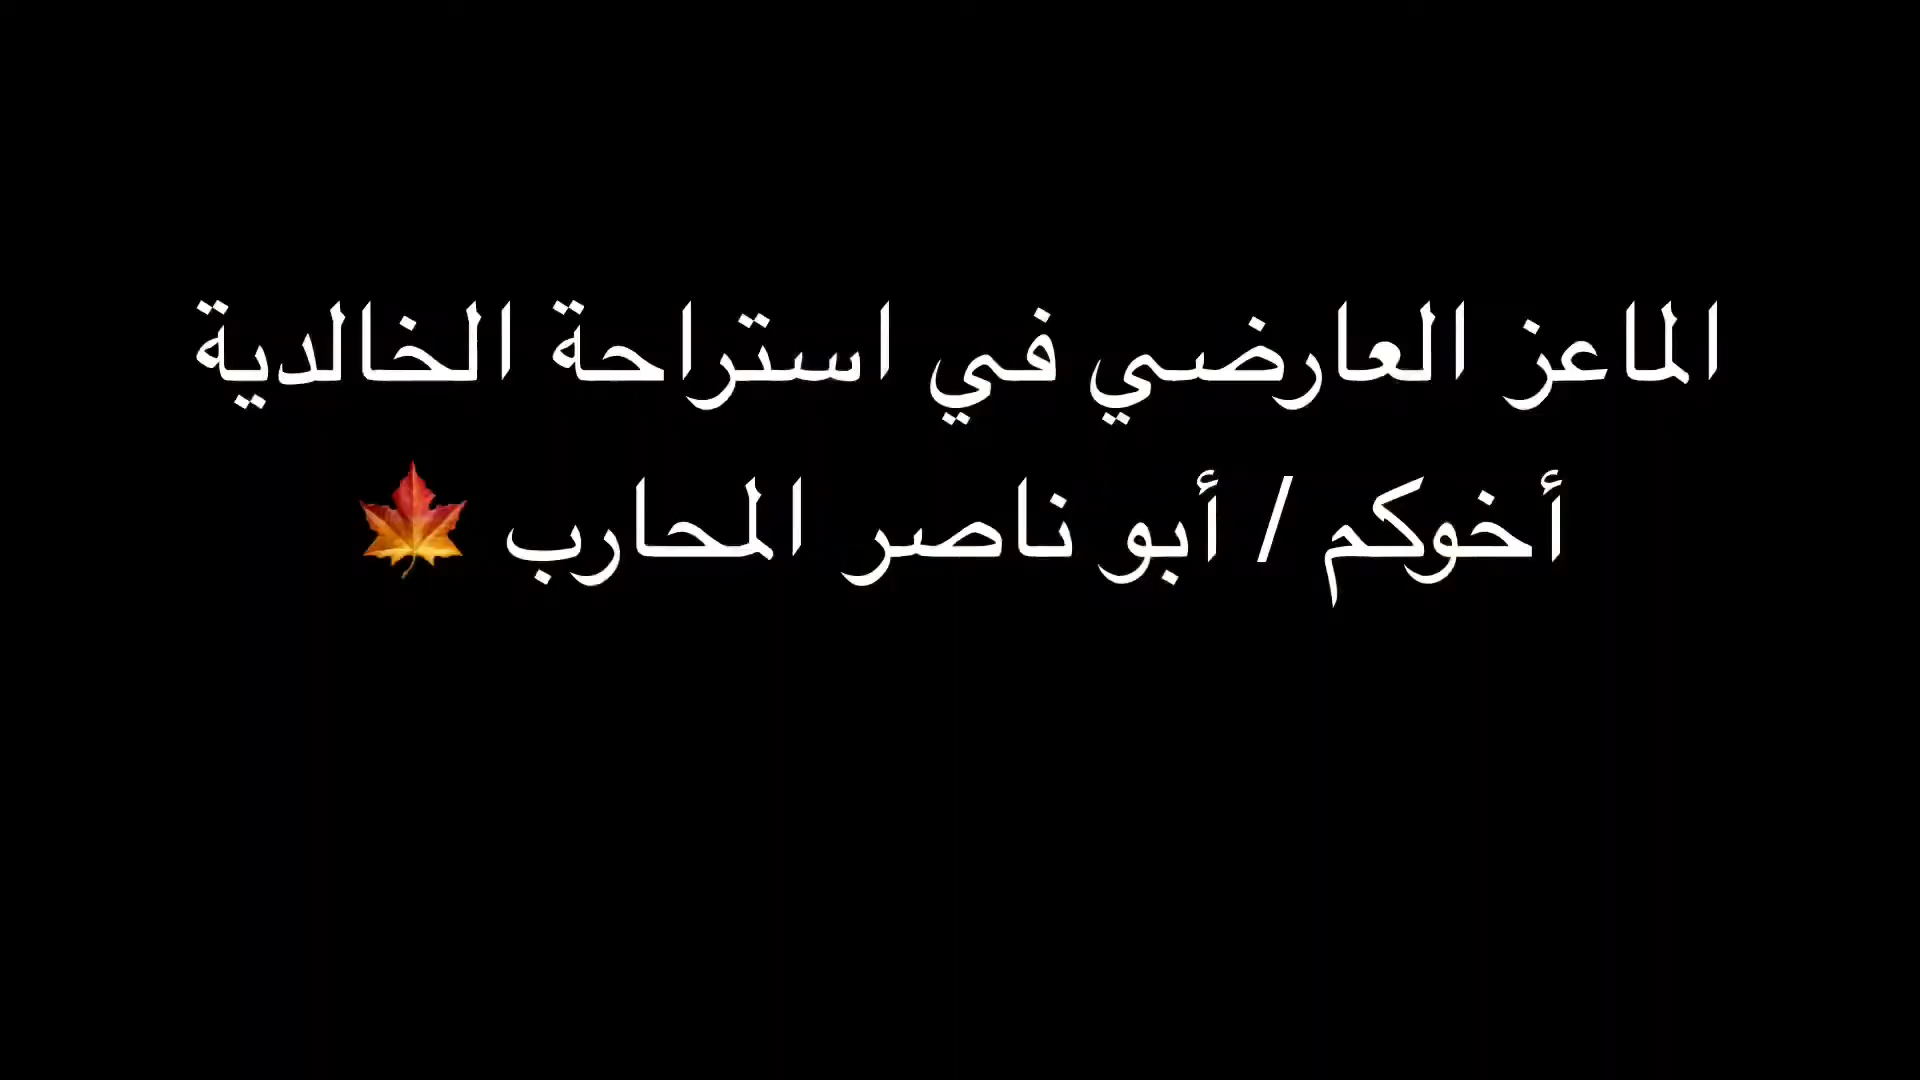 الماعز العارضي في استراحة الخالدية
أخوكم / أبو ناصر المحارب 🍁